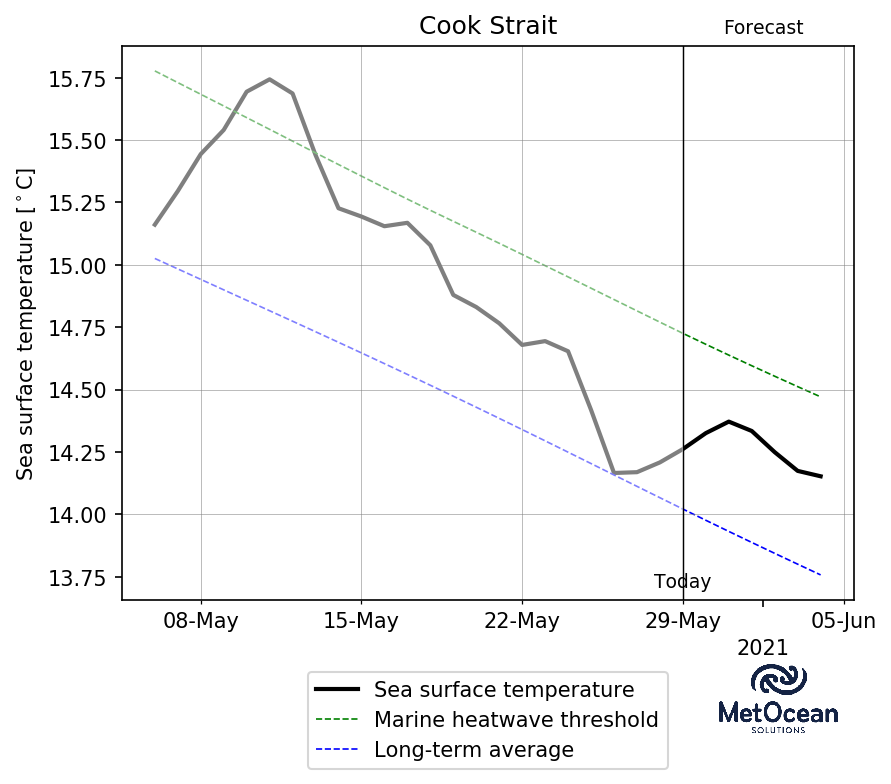 Cook Strait
Forecast
Sea surface temperature [°C]
15.75
15.50
15.25
15.00
14.75
14.50
14.25
14.00
13.75
Today
08-May
15-May
22-May
29-May
05-Jun
2021
Sea surface temperature
Marine heatwave threshold
Long-term average
MetOcean
SOLUTIONS